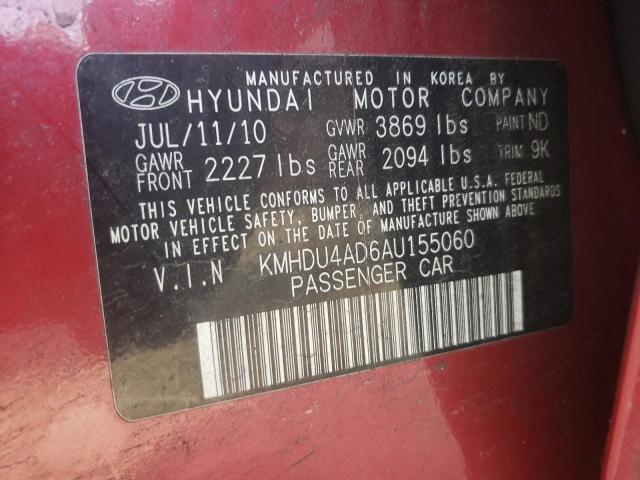 MANUFACTURED IN KOREA BY
HYUNDAI MOTOR COMPANY
JUL/11/10 GVWR 3869 lbs PAINT ND
GAWR FRONT 2227 lbs GAWR REAR 2094 lbs TRIM 9K
THIS VEHICLE CONFORMS TO ALL APPLICABLE U.S.A. FEDERAL
MOTOR VEHICLE SAFETY, BUMPER, AND THEFT PREVENTION STANDARDS
IN EFFECT ON THE DATE OF MANUFACTURE SHOWN ABOVE.
V.I.N KMHDU4AD6AU155060
PASSENGER CAR